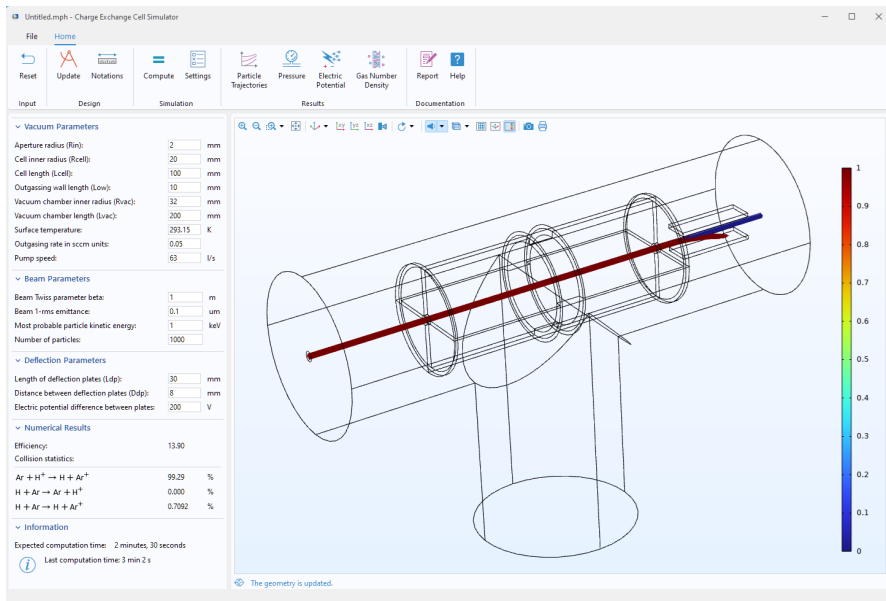 Untitled.mph - Charge Exchange Cell Simulator
File Home
Reset Update Notations Compute Settings Particle Trajectories Pressure Electric Potential Gas Number Density Report Help
Input Design Simulation Results Documentation
Vacuum Parameters
Aperture radius (Rin): 2 mm
Cell inner radius (Rcell): 20 mm
Cell length (Lcell): 100 mm
Outgassing wall length (Low): 10 mm
Vacuum chamber inner radius (Rvac): 32 mm
Vacuum chamber length (Lvac): 200 mm
Surface temperature: 293.15 K
Outgasing rate in sccm units: 0.05
Pump speed: 63 l/s
Beam Parameters
Beam Twiss parameter beta: 1 m
Beam 1-rms emittance: 0.1 um
Most probable particle kinetic energy: 1 keV
Number of particles: 1000
Deflection Parameters
Length of deflection plates (Ldp): 30 mm
Distance between deflection plates (Ddp): 8 mm
Electric potential difference between plates: 200 V
Numerical Results
Efficiency: 13.90
Collision statistics:
Ar + H⁺ → H + Ar⁺ 99.29 %
H + Ar → Ar + H⁺ 0.000 %
H + Ar → H + Ar⁺ 0.7092 %
Information
Expected computation time: 2 minutes, 30 seconds
Last computation time: 3 min 2 s
xy yz xz
1
0.9
0.8
0.7
0.6
0.5
0.4
0.3
0.2
0.1
0
The geometry is updated.